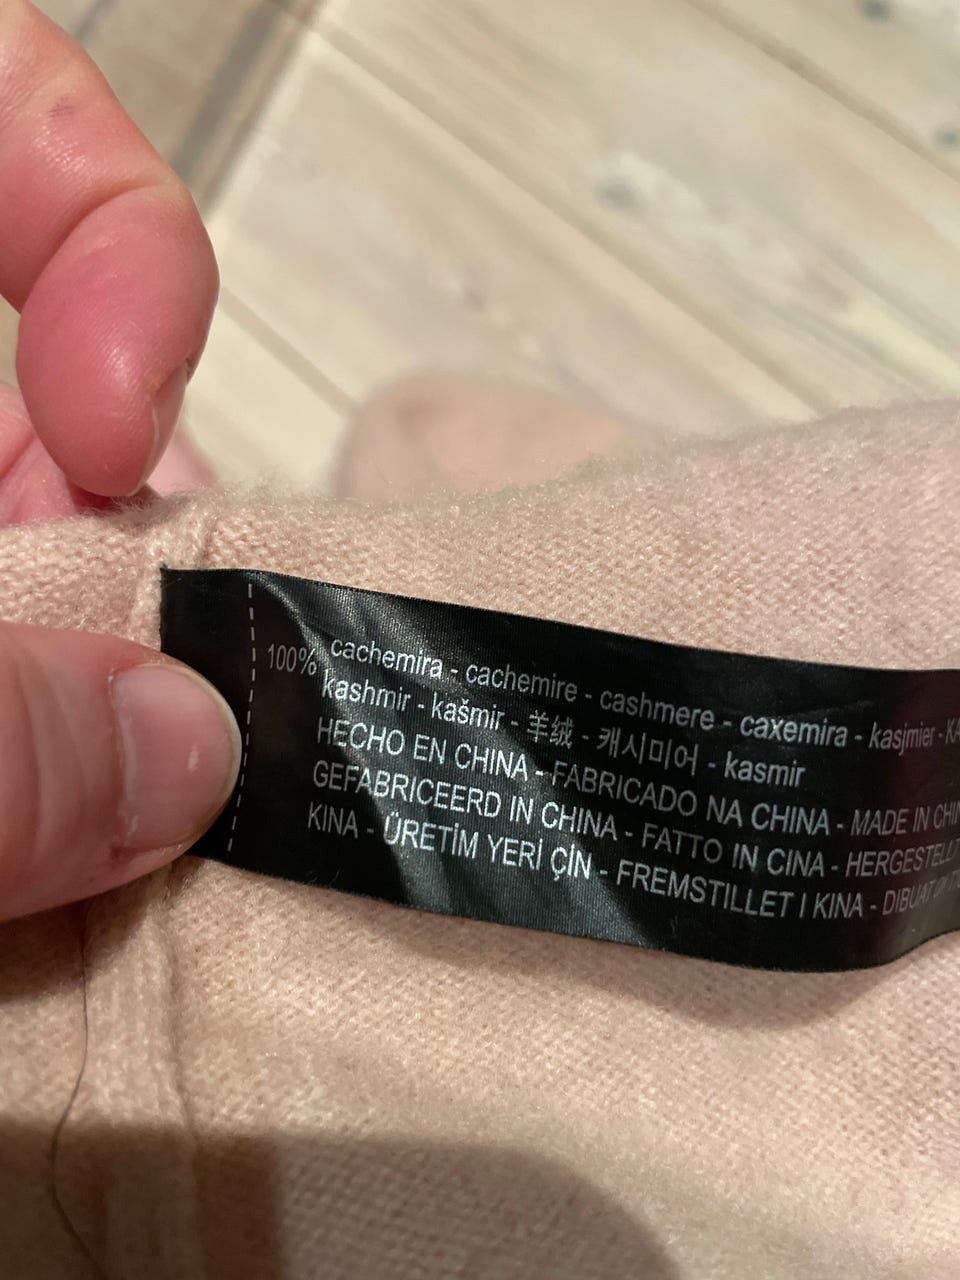 100% cachemira - cachemire - cashmere - caxemira - kasjmier -
kashmir - kašmir - 羊绒 - 캐시미어 - kasmir
HECHO EN CHINA - FABRICADO NA CHINA - MADE IN
GEFABRICEERD IN CHINA - FATTO IN CINA -
KINA - ÜRETİM YERİ ÇİN - FREMSTILLET I KINA -